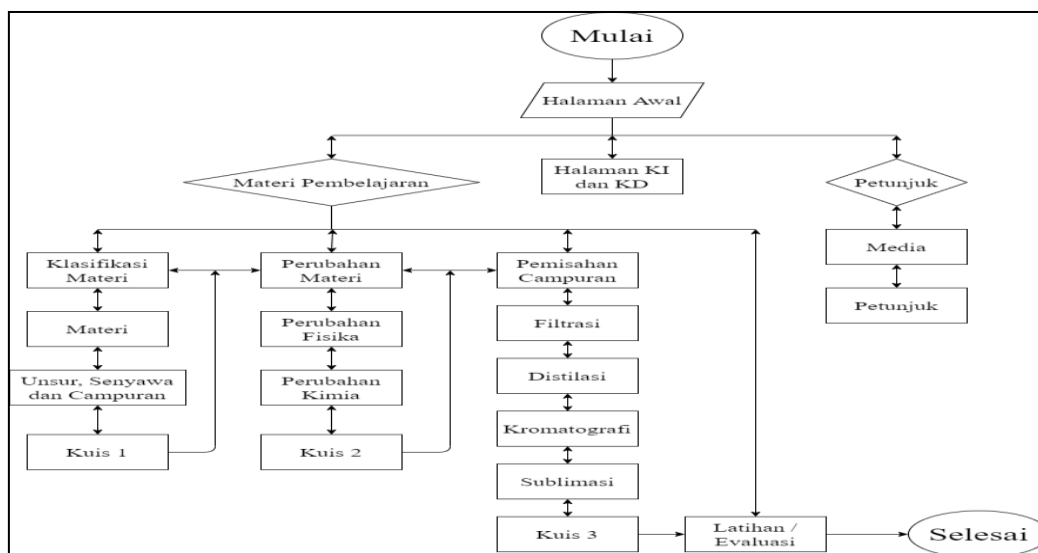 Mulai
Halaman Awal
Materi Pembelajaran
Halaman KI
dan KD
Petunjuk
Klasifikasi
Materi
Perubahan
Materi
Pemisahan
Campuran
Media
Materi
Perubahan
Fisika
Filtrasi
Petunjuk
Unsur, Senyawa
dan Campuran
Perubahan
Kimia
Distilasi
Kromatografi
Kuis 1
Kuis 2
Sublimasi
Kuis 3
Latihan /
Evaluasi
Selesai